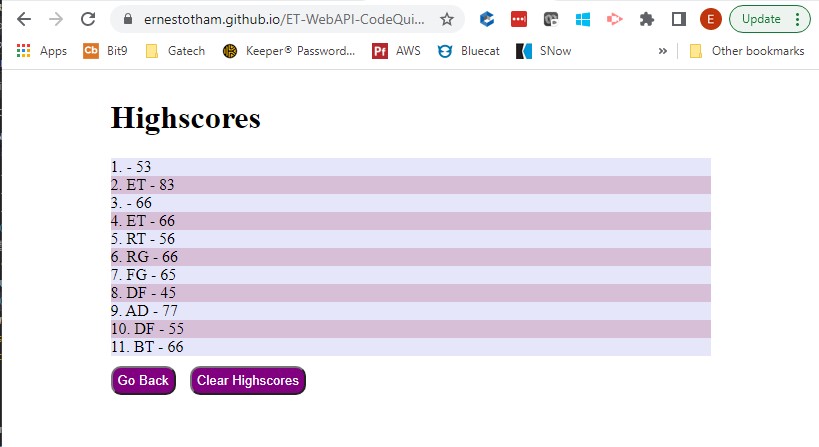 ernestotham.github.io/ET-WebAPI-CodeQui...
E
Update
Apps
Cb Bit9
Gatech
Keeper® Password...
Pf AWS
Bluecat
SNow
»
Other bookmarks
Highscores
1. - 53
2. ET - 83
3. - 66
4. ET - 66
5. RT - 56
6. RG - 66
7. FG - 65
8. DF - 45
9. AD - 77
10. DF - 55
11. BT - 66
Go Back
Clear Highscores